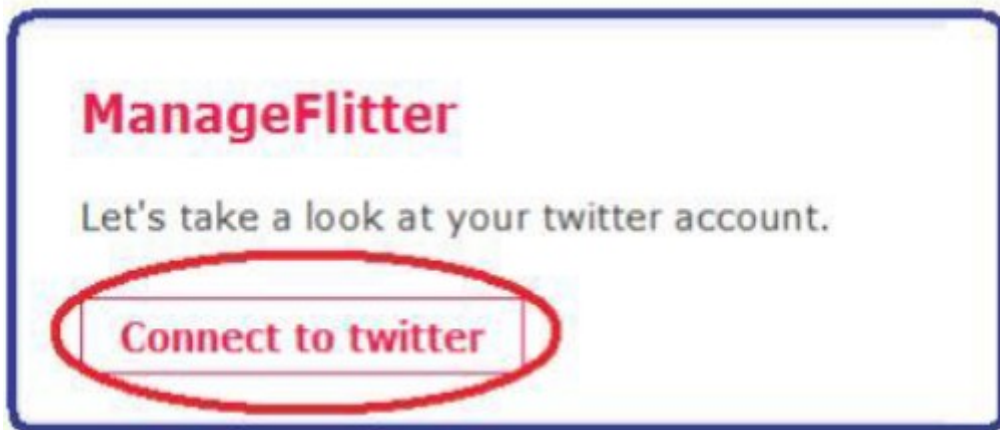 ManageFlitter
Let's take a look at your twitter account.
Connect to twitter